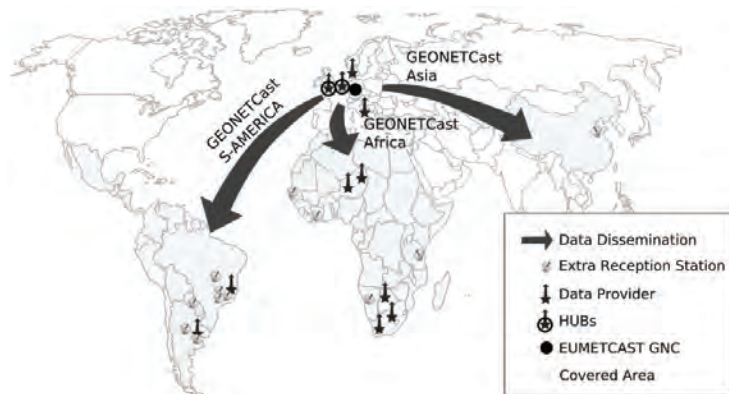 GEONETCast
Asia
GEONETCast
S-AMERICA
GEONETCast
Africa
Data Dissemination
Extra Reception Station
Data Provider
HUBs
EUMETCAST GNC
Covered Area